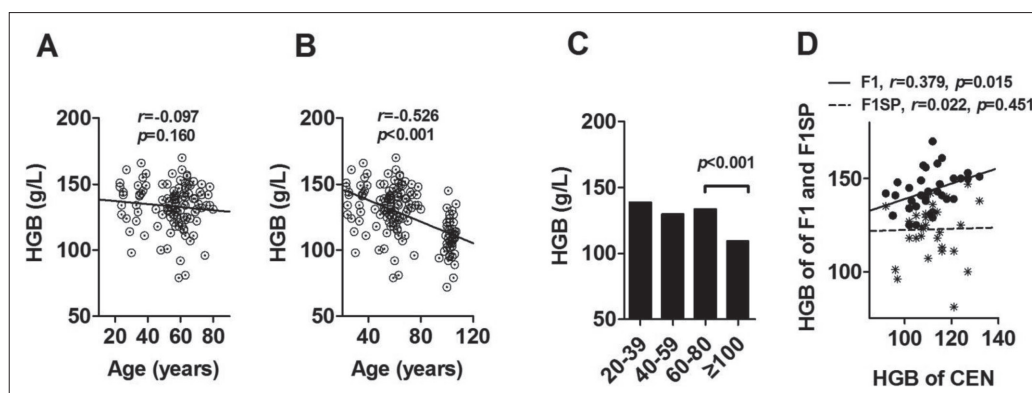 A
r=-0.097
p=0.160
HGB (g/L)
200
150
100
50
20 40 60 80
Age (years)
B
r=-0.526
p<0.001
HGB (g/L)
200
150
100
50
40 80 120
Age (years)
C
p<0.001
HGB (g/L)
200
150
100
50
20-39
40-59
60-80
≥100
D
F1, r=0.379, p=0.015
F1SP, r=0.022, p=0.451
HGB of of F1 and F1SP
200
150
100
100 120 140
HGB of CEN